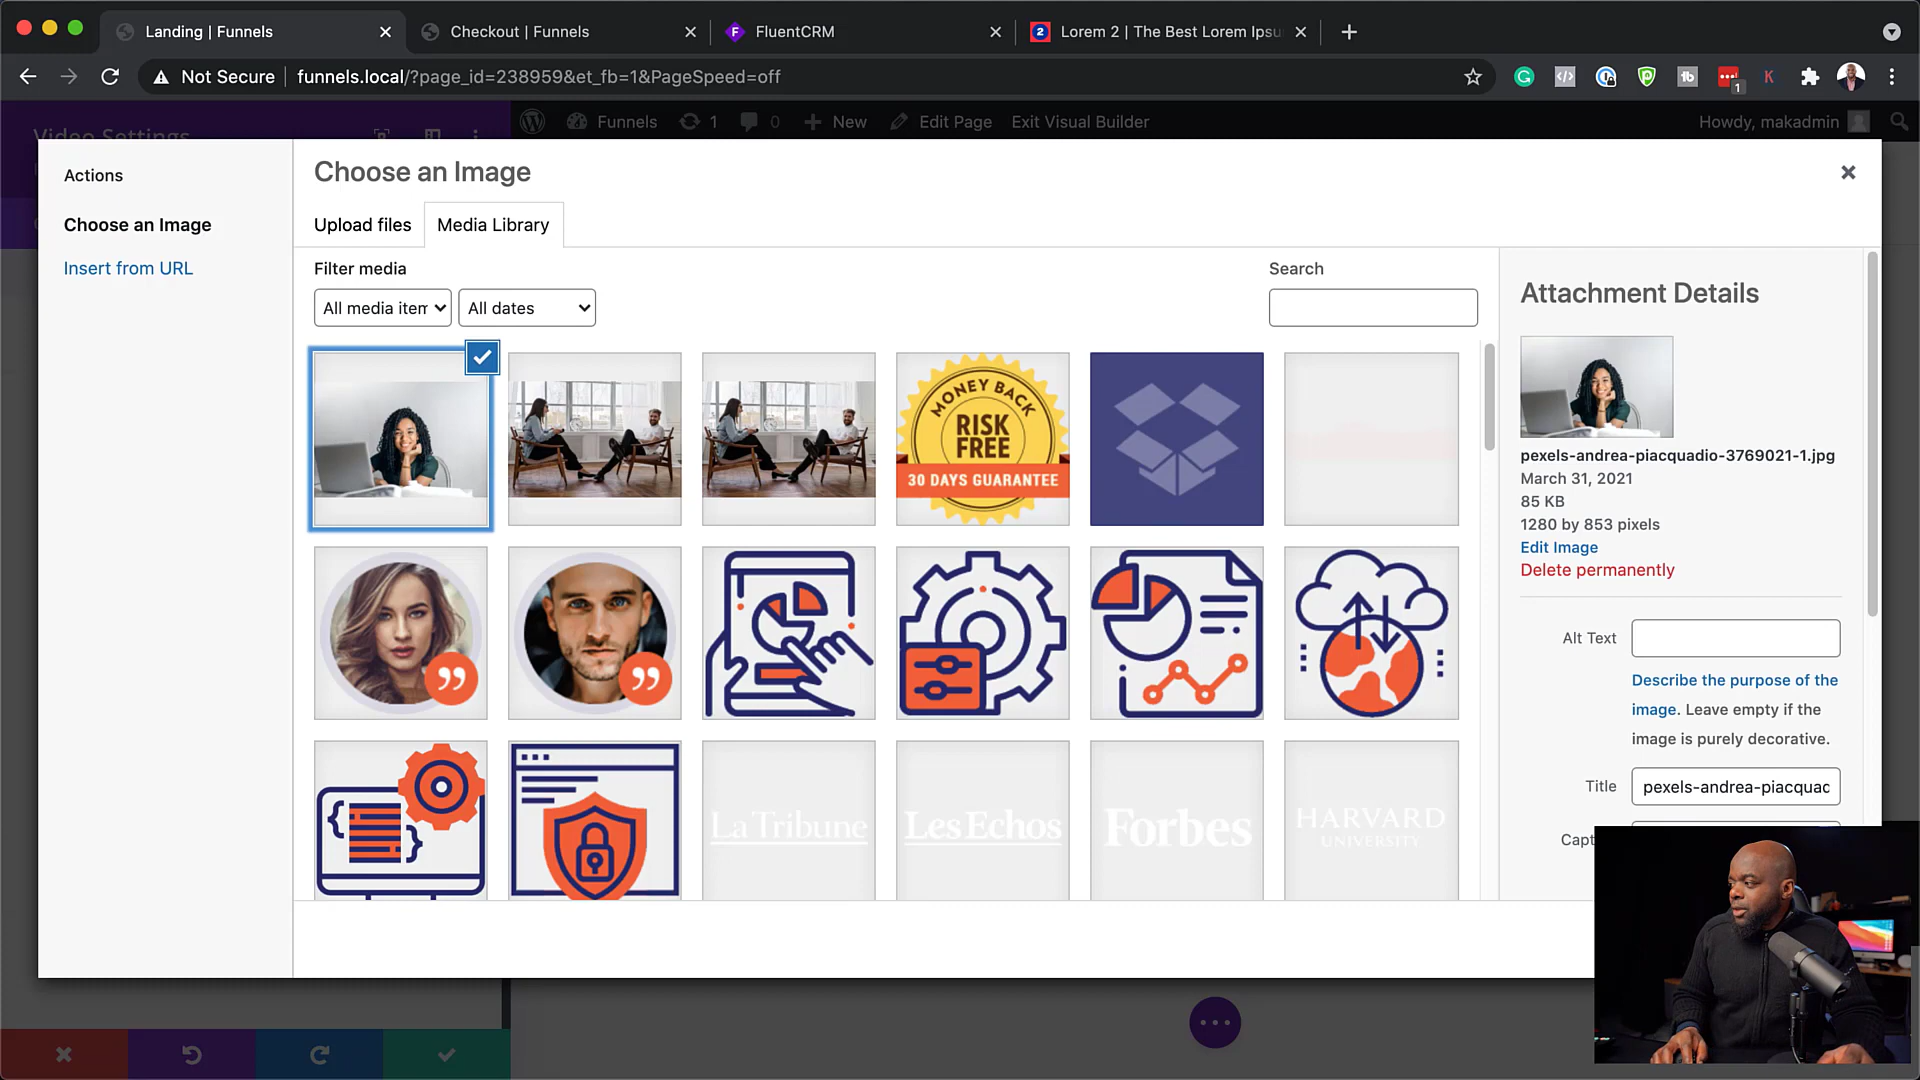 Landing | Funnels
Checkout | Funnels
FluentCRM
Lorem 2 | The Best Lorem Ipsu
Not Secure
funnels.local/?page_id=238959&et_fb=1&PageSpeed=off
1
Video Settings
Funnels
1
0
New
Edit Page
Exit Visual Builder
Howdy, makadmin
Actions
Choose an Image
Insert from URL
Choose an Image
Upload files
Media Library
Filter media
All media item
All dates
Search
MONEY BACK
RISK
FREE
30 DAYS GUARANTEE
La Tribune
Les Echos
Forbes
HARVARD
UNIVERSITY
Attachment Details
pexels-andrea-piacquadio-3769021-1.jpg
March 31, 2021
85 KB
1280 by 853 pixels
Edit Image
Delete permanently
Alt Text
Describe the purpose of the
image. Leave empty if the
image is purely decorative.
Title
pexels-andrea-piacquad
Capt